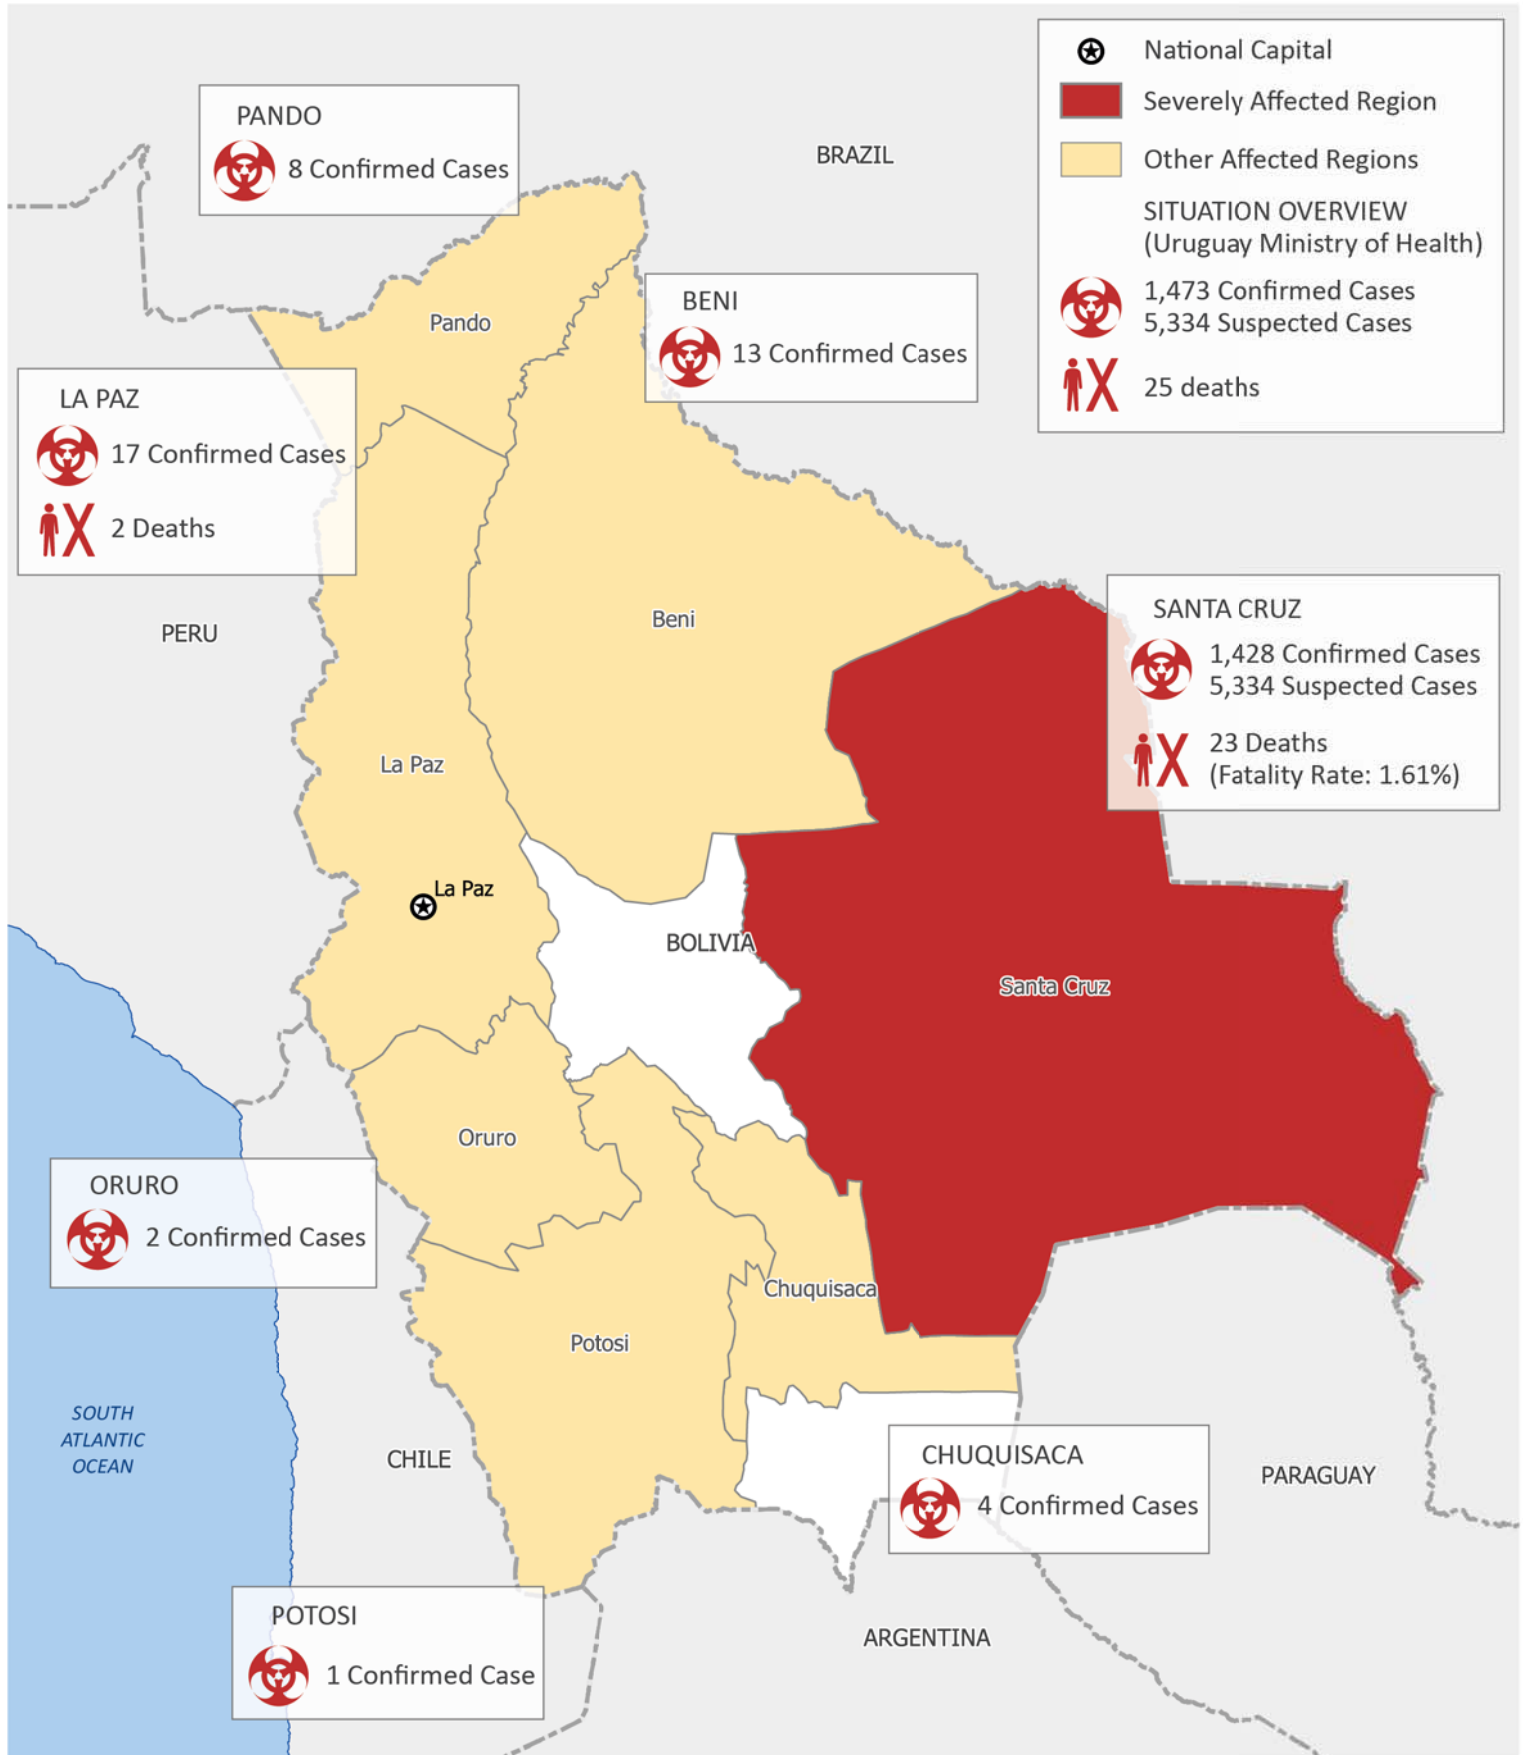 National Capital
Severely Affected Region
Other Affected Regions
SITUATION OVERVIEW
(Uruguay Ministry of Health)
1,473 Confirmed Cases
5,334 Suspected Cases
25 deaths
PANDO
8 Confirmed Cases
BRAZIL
BENI
13 Confirmed Cases
Pando
LA PAZ
17 Confirmed Cases
2 Deaths
PERU
Beni
SANTA CRUZ
1,428 Confirmed Cases
5,334 Suspected Cases
23 Deaths
(Fatality Rate: 1.61%)
La Paz
La Paz
BOLIVIA
Santa Cruz
Oruro
ORURO
2 Confirmed Cases
Chuquisaca
Potosi
SOUTH
ATLANTIC
OCEAN
CHILE
CHUQUISACA
4 Confirmed Cases
PARAGUAY
POTOSI
1 Confirmed Case
ARGENTINA